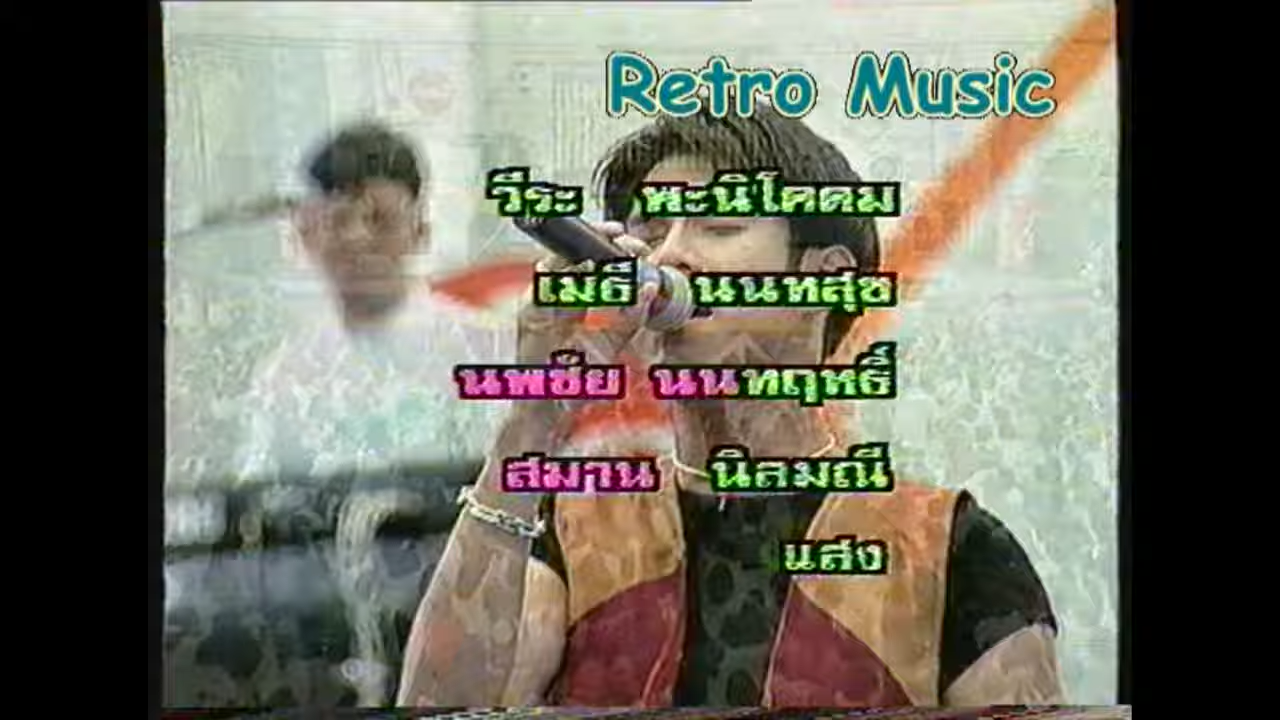 Retro Music
วีระ พะนิโคคม
เมธี นนทสุข
นพชัย นนทฤหธิ์
สมาน นิลมณี
แสง